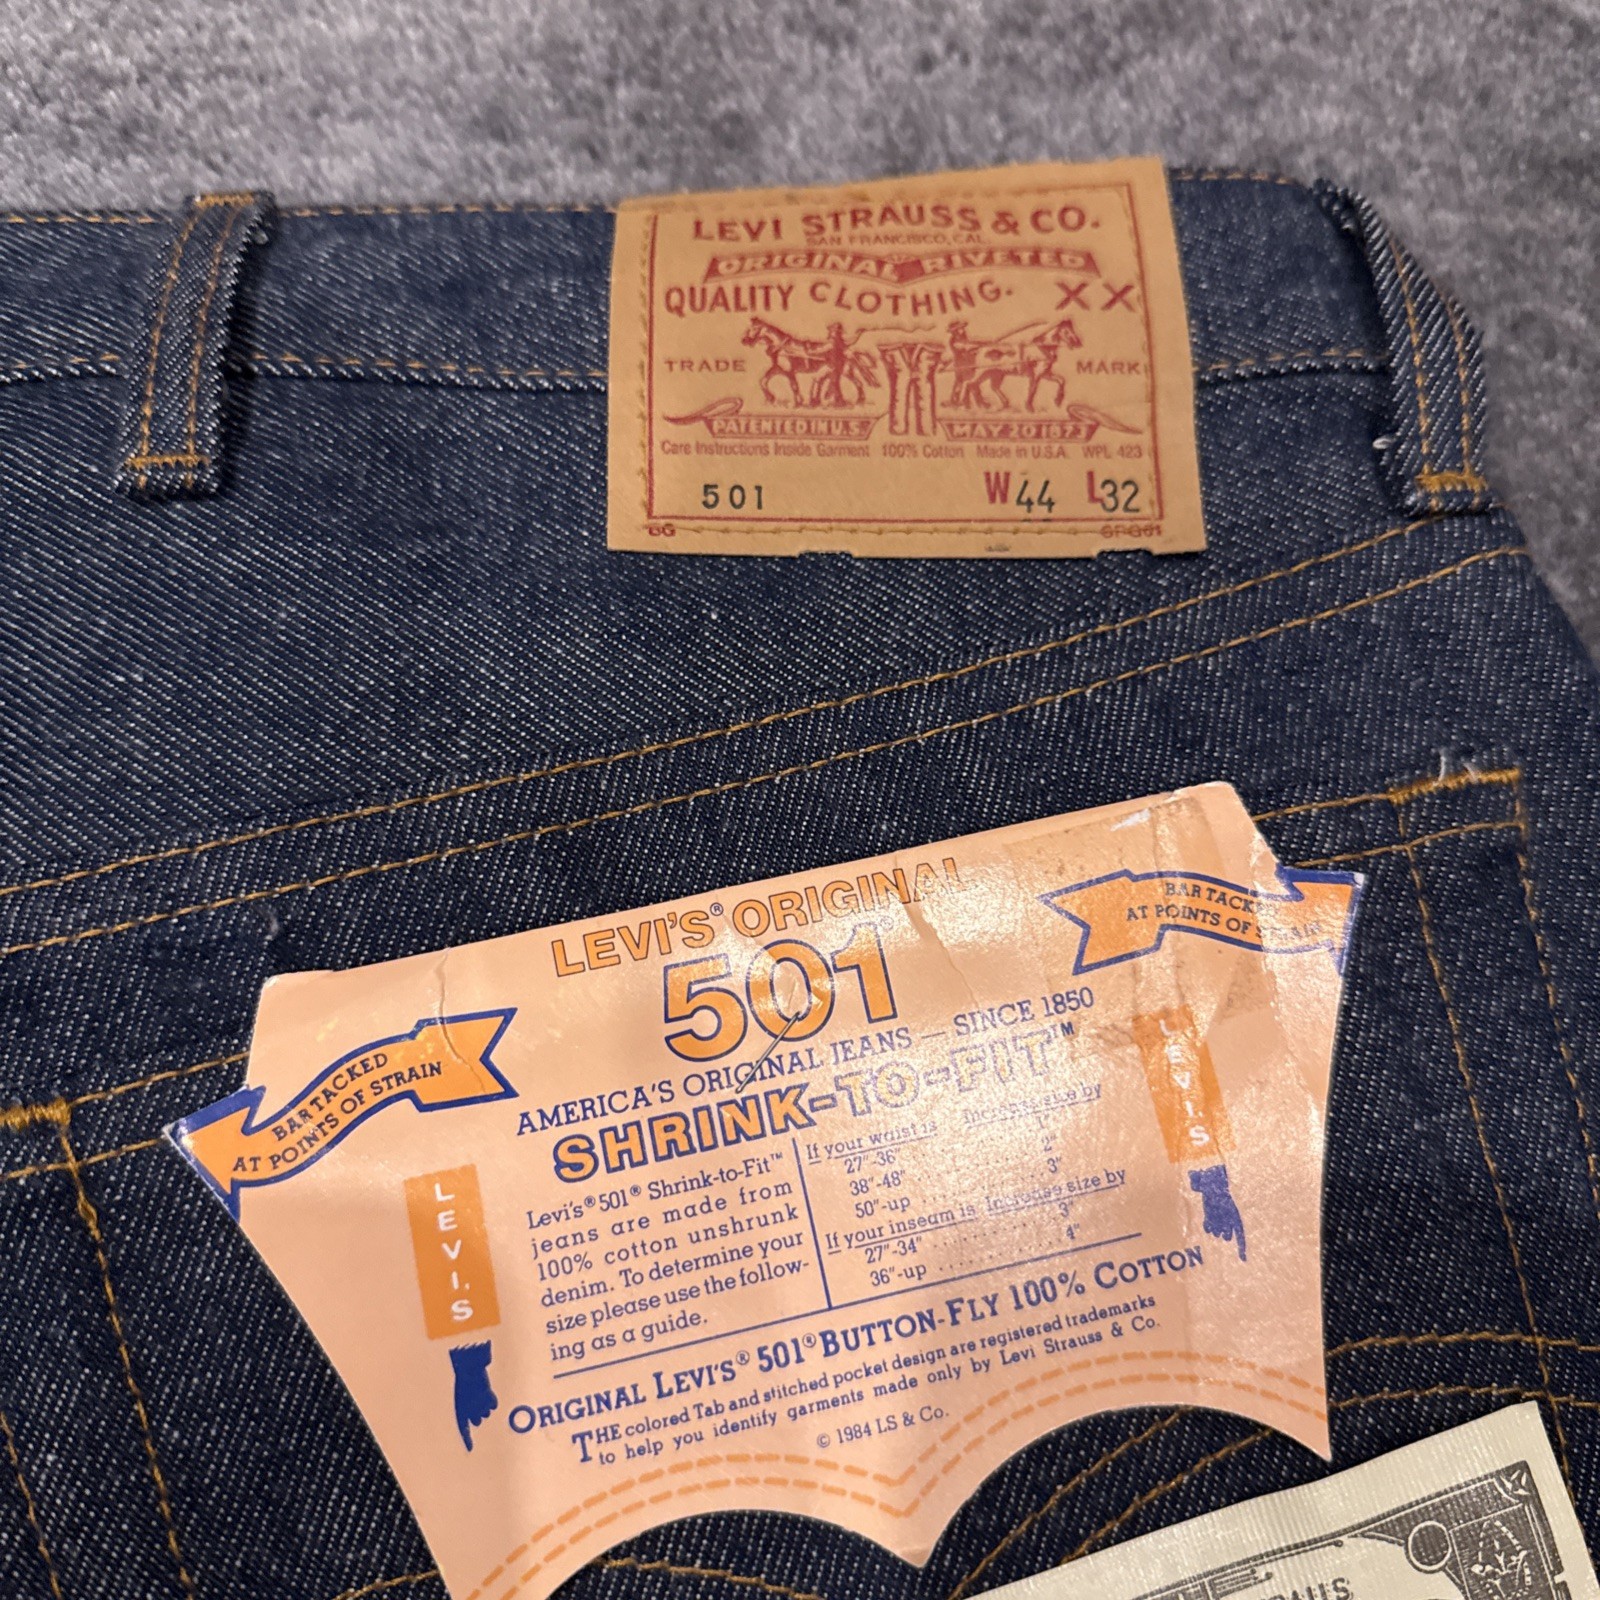 LEVI STRAUSS & CO.
SAN FRANCISCO, CAL.
ORIGINAL RIVETED
QUALITY CLOTHING. XX
TRADE MARK
PATENTED IN U.S. MAY 20 1873
Care Instructions Inside Garment 100% Cotton Made in U.S.A. WPL 423
501 W44 L32
LEVI'S® ORIGINAL
501®
AMERICA'S ORIGINAL JEANS — SINCE 1850
SHRINK-TO-FIT™
BAR TACKED
AT POINTS OF STRAIN
BAR TACKED
AT POINTS OF STRAIN
LEVI'S
LEVI'S
Levi's® 501® Shrink-to-Fit™
jeans are made from
100% cotton unshrunk
denim. To determine your
size please use the follow-
ing as a guide.
If your waist is Increase size by
27"-36" 1"
38"-48" 2"
50"-up 3"
If your inseam is Increase size by
27"-34" 3"
36"-up 4"
ORIGINAL LEVI'S® 501® BUTTON-FLY 100% COTTON
THE colored Tab and stitched pocket design are registered trademarks
to help you identify garments made only by Levi Strauss & Co.
© 1984 LS & Co.